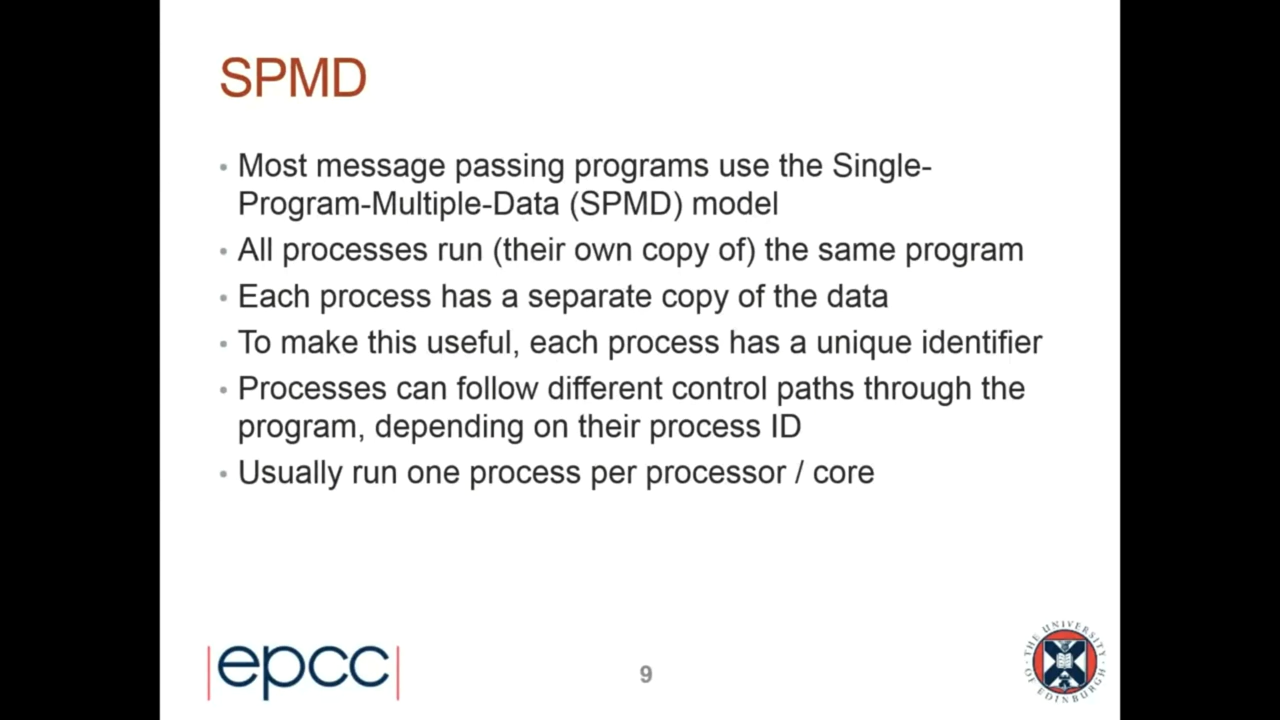 SPMD
• Most message passing programs use the Single-
Program-Multiple-Data (SPMD) model
• All processes run (their own copy of) the same program
• Each process has a separate copy of the data
• To make this useful, each process has a unique identifier
• Processes can follow different control paths through the
program, depending on their process ID
• Usually run one process per processor / core
|epcc|
9
THE UNIVERSITY OF EDINBURGH